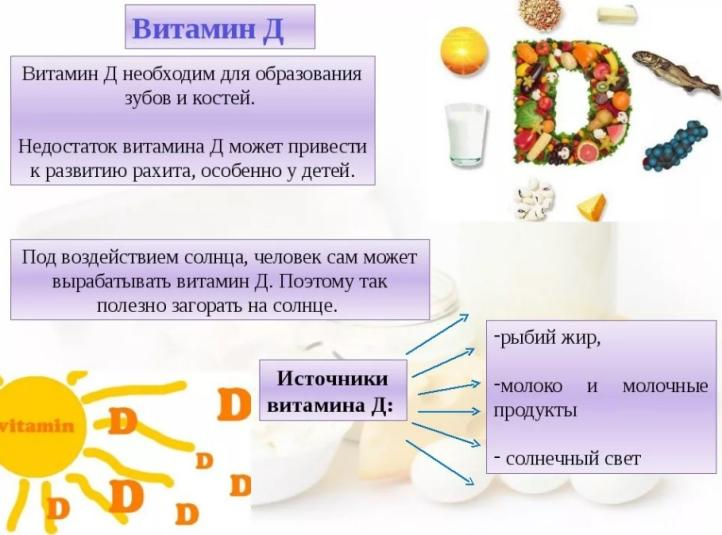 Витамин Д
Витамин Д необходим для образования
зубов и костей.
Недостаток витамина Д может привести
к развитию рахита, особенно у детей.
Под воздействием солнца, человек сам может
вырабатывать витамин Д. Поэтому так
полезно загорать на солнце.
Источники
витамина Д:
-рыбий жир,
-молоко и молочные
продукты
- солнечный свет
vitamin
D
D
D
D
D
D
D
D